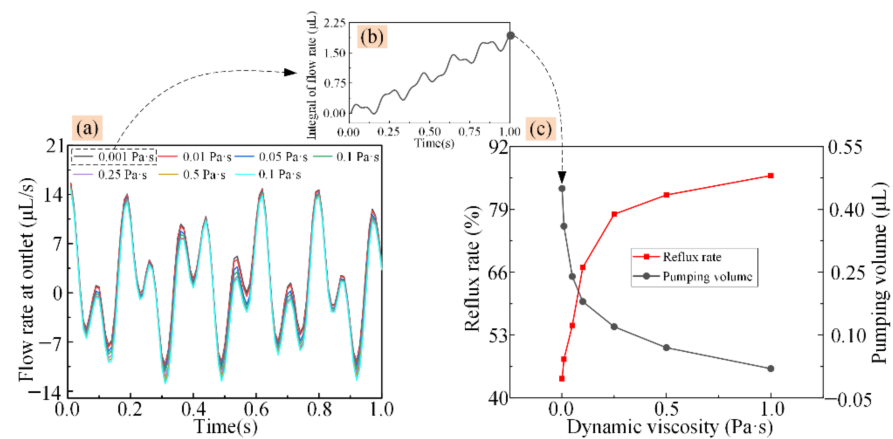 (b)
Integral of flow rate (μL)
2.25
1.50
0.75
0.00
0.00 0.25 0.50 0.75 1.00
Time(s)
(a)
Flow rate at outlet (μL/s)
21
14
7
0
−7
−14
0.001 Pa·s 0.01 Pa·s 0.05 Pa·s 0.1 Pa·s
0.25 Pa·s 0.5 Pa·s 0.1 Pa·s
0.0 0.2 0.4 0.6 0.8 1.0
Time(s)
(c)
Reflux rate (%)
92
79
66
53
40
Reflux rate
Pumping volume
0.55
0.40
0.25
0.10
−0.05
Pumping volume (μL)
0.0 0.5 1.0
Dynamic viscosity (Pa·s)